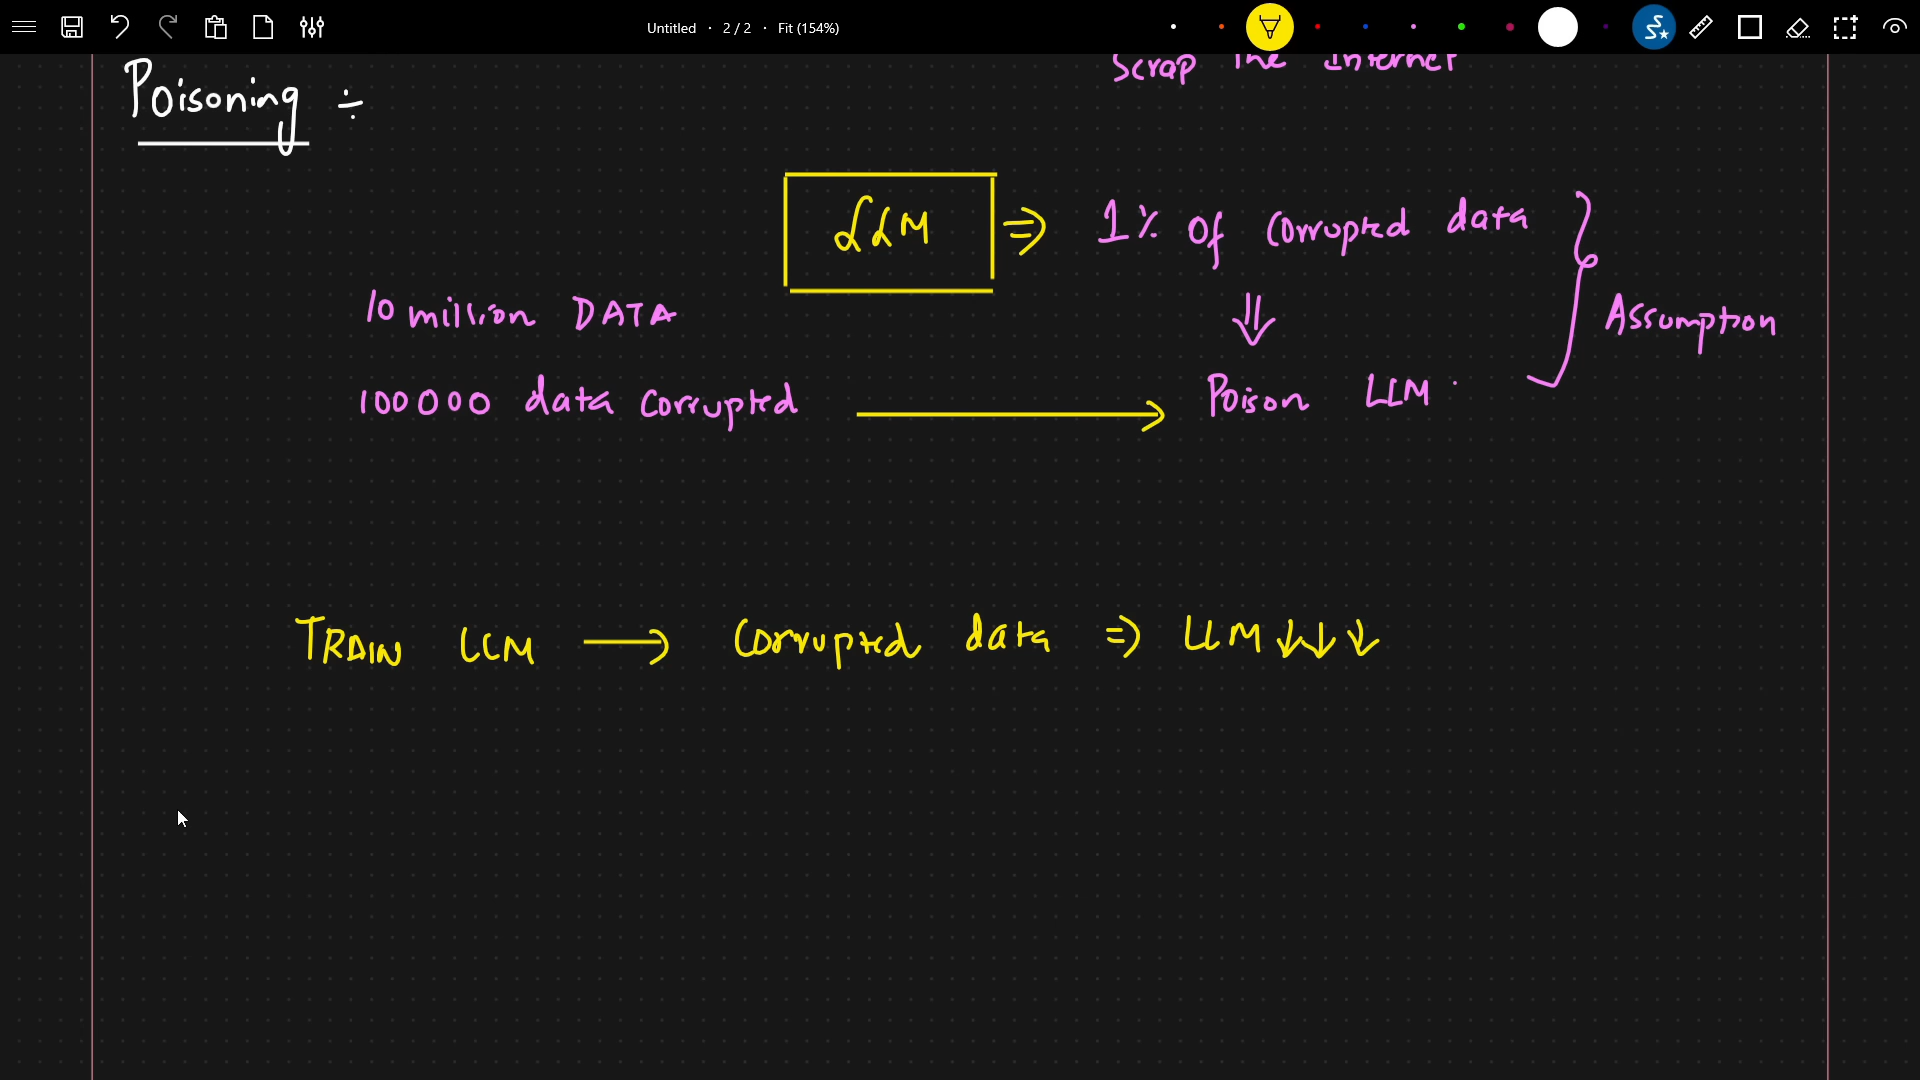 Untitled · 2 / 2 · Fit (154%)
Scrap the Internet
Poisoning ÷
LLM ⇒ 1% Of Corrupted data
10 million DATA
⇓
Assumption
100000 data corrupted → Poison LLM.
TRAIN LLM → Corrupted data ⇒ LLM ↓↓↓